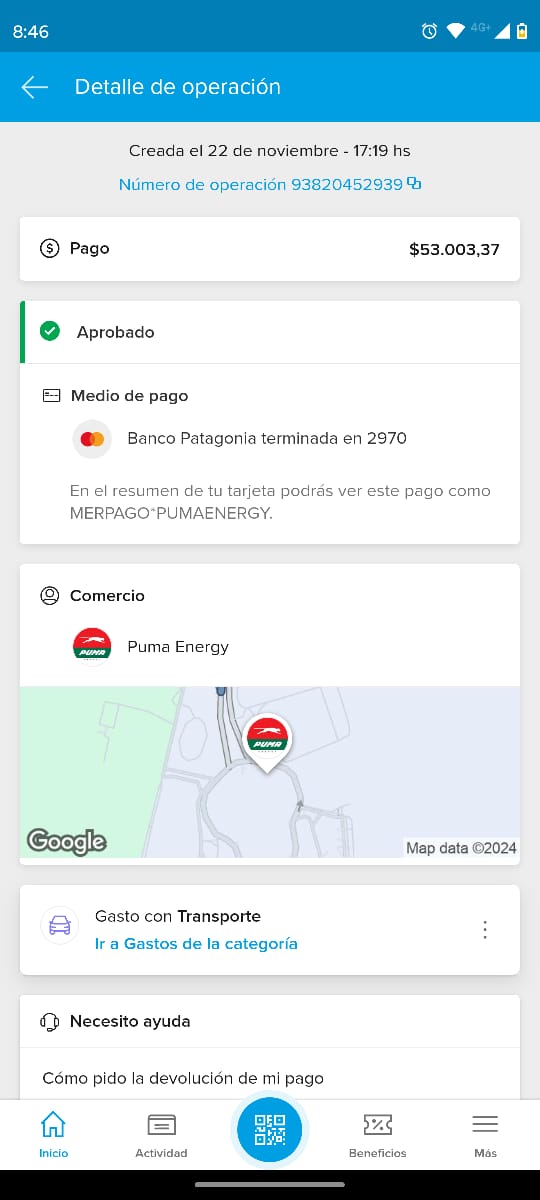 8:46
4G+
Detalle de operación
Creada el 22 de noviembre - 17:19 hs
Número de operación 93820452939
Pago
$53.003,37
Aprobado
Medio de pago
Banco Patagonia terminada en 2970
En el resumen de tu tarjeta podrás ver este pago como
MERPAGO*PUMAENERGY.
Comercio
PUMA
Puma Energy
PUMA
Google
Map data ©2024
Gasto con Transporte
Ir a Gastos de la categoría
Necesito ayuda
Cómo pido la devolución de mi pago
Inicio
Actividad
Beneficios
Más